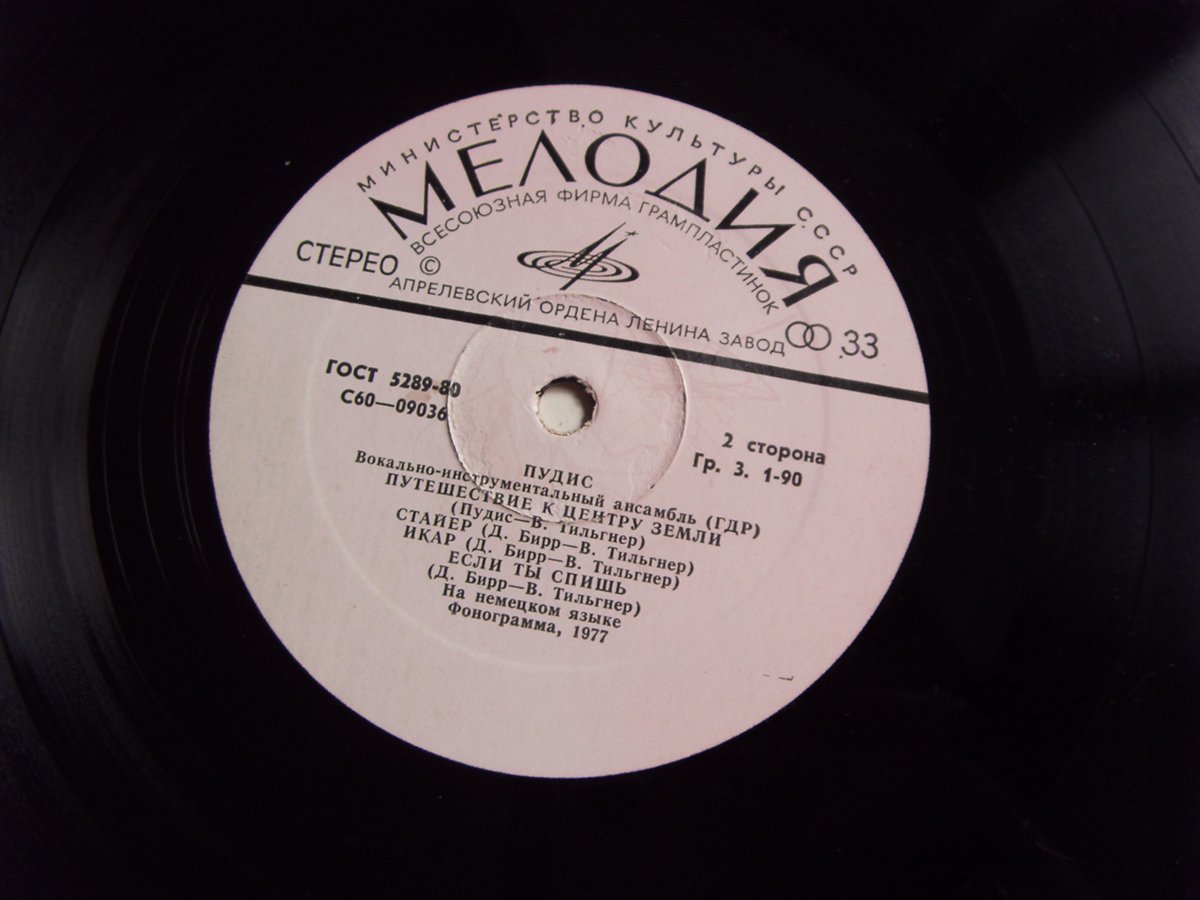 МИНИСТЕРСТВО КУЛЬТУРЫ СССР
МЕЛОДИЯ
ВСЕСОЮЗНАЯ ФИРМА ГРАМПЛАСТИНОК
СТЕРЕО ©
АПРЕЛЕВСКИЙ ОРДЕНА ЛЕНИНА ЗАВОД
33
ГОСТ 5289-80
С60—09036
2 сторона
Гр. 3. 1-90
ПУДИС
Вокально-инструментальный ансамбль (ГДР)
ПУТЕШЕСТВИЕ К ЦЕНТРУ ЗЕМЛИ
(Пудис—В. Тильгнер)
СТАЙЕР (Д. Бирр—В. Тильгнер)
ИКАР (Д. Бирр—В. Тильгнер)
ЕСЛИ ТЫ СПИШЬ
(Д. Бирр—В. Тильгнер)
На немецком языке
Фонограмма, 1977